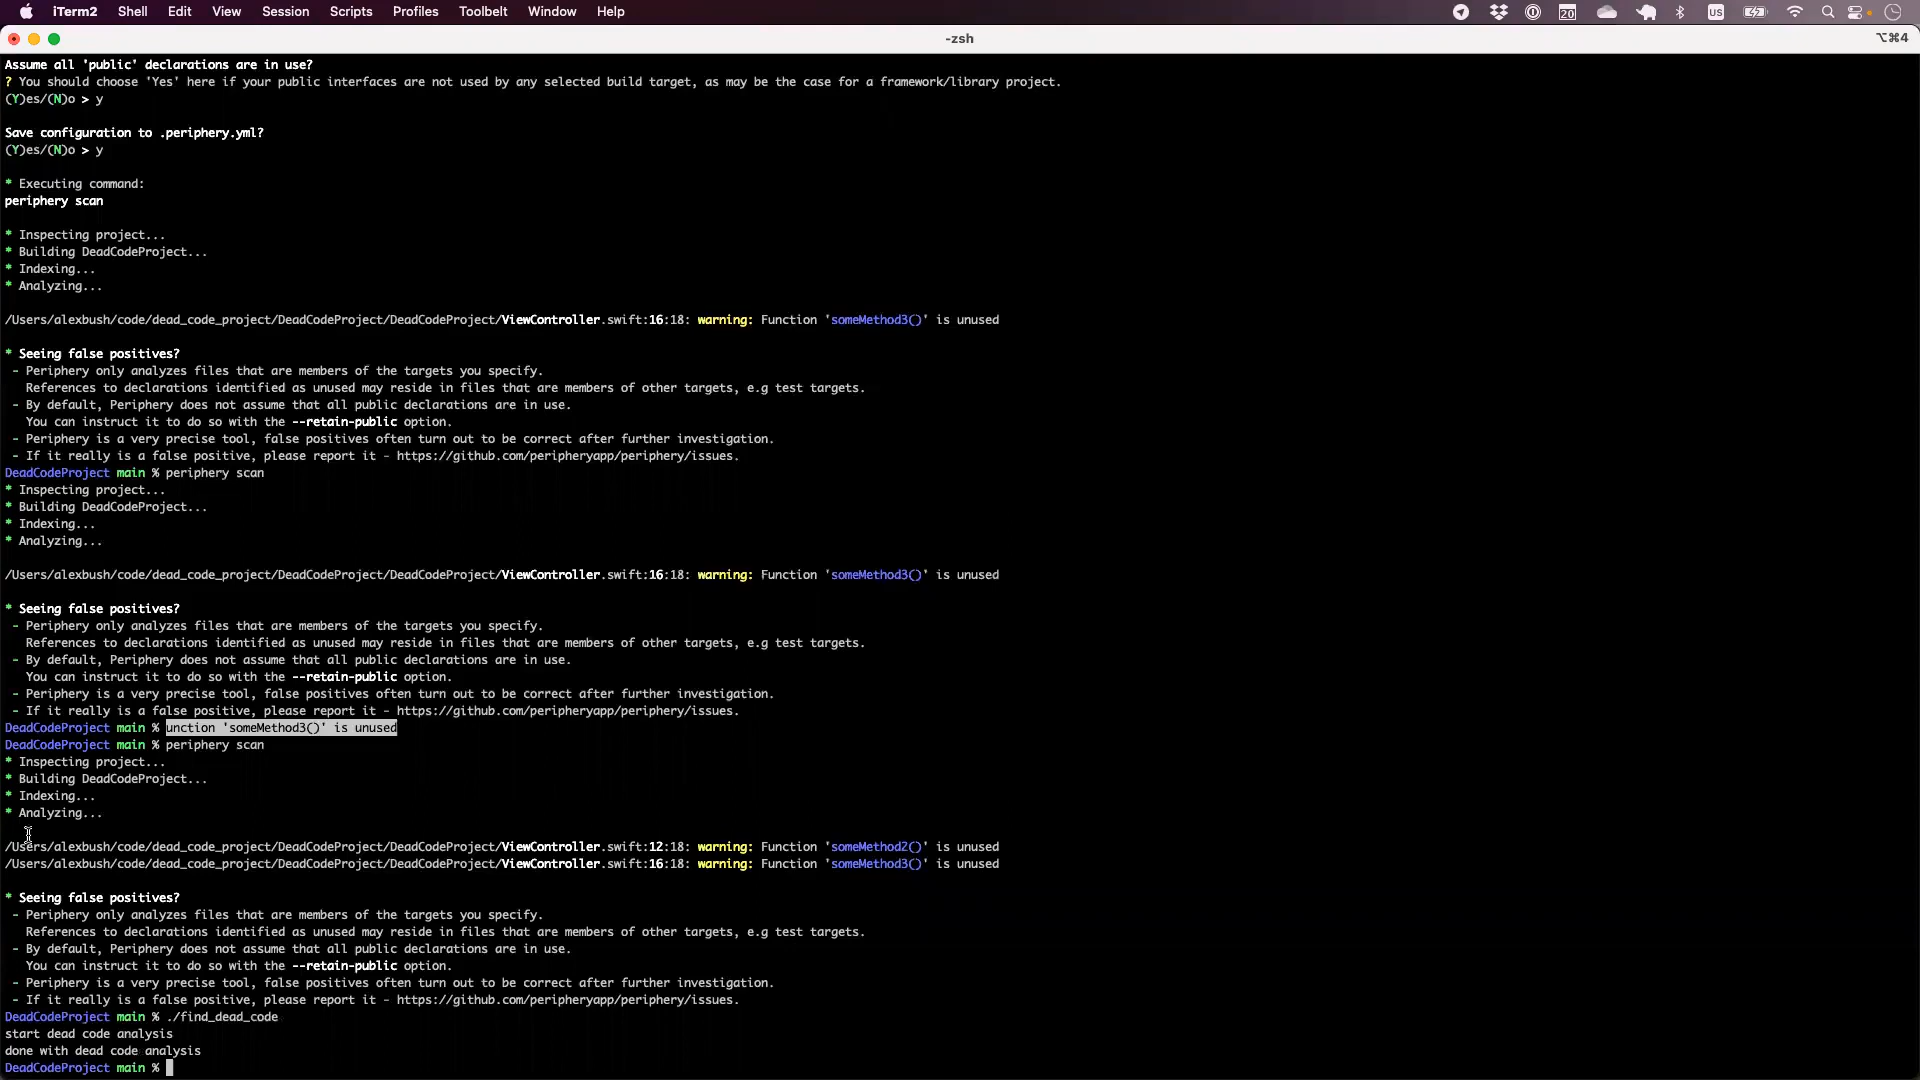 iTerm2 Shell Edit View Session Scripts Profiles Toolbelt Window Help 20 US
-zsh ⌥⌘4
Assume all 'public' declarations are in use?
? You should choose 'Yes' here if your public interfaces are not used by any selected build target, as may be the case for a framework/library project.
(Y)es/(N)o > y
Save configuration to .periphery.yml?
(Y)es/(N)o > y
* Executing command:
periphery scan
* Inspecting project...
* Building DeadCodeProject...
* Indexing...
* Analyzing...
/Users/alexbush/code/dead_code_project/DeadCodeProject/DeadCodeProject/ViewController.swift:16:18: warning: Function 'someMethod3()' is unused
* Seeing false positives?
- Periphery only analyzes files that are members of the targets you specify.
References to declarations identified as unused may reside in files that are members of other targets, e.g test targets.
- By default, Periphery does not assume that all public declarations are in use.
You can instruct it to do so with the --retain-public option.
- Periphery is a very precise tool, false positives often turn out to be correct after further investigation.
- If it really is a false positive, please report it - https://github.com/peripheryapp/periphery/issues.
DeadCodeProject main % periphery scan
* Inspecting project...
* Building DeadCodeProject...
* Indexing...
* Analyzing...
/Users/alexbush/code/dead_code_project/DeadCodeProject/DeadCodeProject/ViewController.swift:16:18: warning: Function 'someMethod3()' is unused
* Seeing false positives?
- Periphery only analyzes files that are members of the targets you specify.
References to declarations identified as unused may reside in files that are members of other targets, e.g test targets.
- By default, Periphery does not assume that all public declarations are in use.
You can instruct it to do so with the --retain-public option.
- Periphery is a very precise tool, false positives often turn out to be correct after further investigation.
- If it really is a false positive, please report it - https://github.com/peripheryapp/periphery/issues.
DeadCodeProject main % unction 'someMethod3()' is unused
DeadCodeProject main % periphery scan
* Inspecting project...
* Building DeadCodeProject...
* Indexing...
* Analyzing...
/Users/alexbush/code/dead_code_project/DeadCodeProject/DeadCodeProject/ViewController.swift:12:18: warning: Function 'someMethod2()' is unused
/Users/alexbush/code/dead_code_project/DeadCodeProject/DeadCodeProject/ViewController.swift:16:18: warning: Function 'someMethod3()' is unused
* Seeing false positives?
- Periphery only analyzes files that are members of the targets you specify.
References to declarations identified as unused may reside in files that are members of other targets, e.g test targets.
- By default, Periphery does not assume that all public declarations are in use.
You can instruct it to do so with the --retain-public option.
- Periphery is a very precise tool, false positives often turn out to be correct after further investigation.
- If it really is a false positive, please report it - https://github.com/peripheryapp/periphery/issues.
DeadCodeProject main % ./find_dead_code
start dead code analysis
done with dead code analysis
DeadCodeProject main %